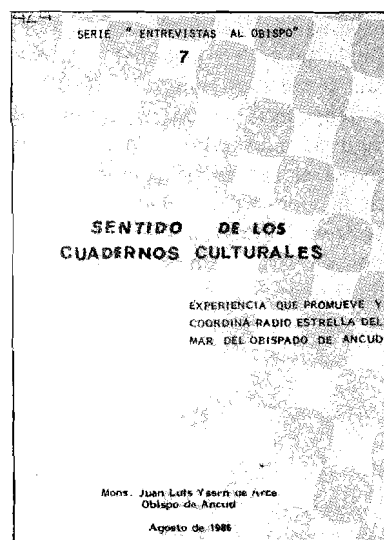 SERIE " ENTREVISTAS AL OBISPO"
7
SENTIDO DE LOS
CUADERNOS CULTURALES
EXPERIENCIA QUE PROMUEVE Y
COORDINA RADIO ESTRELLA DEL
MAR DEL OBISPADO DE ANCUD
Mons. Juan Luis de Arce
Obispo de Ancud
Agosto de 1986